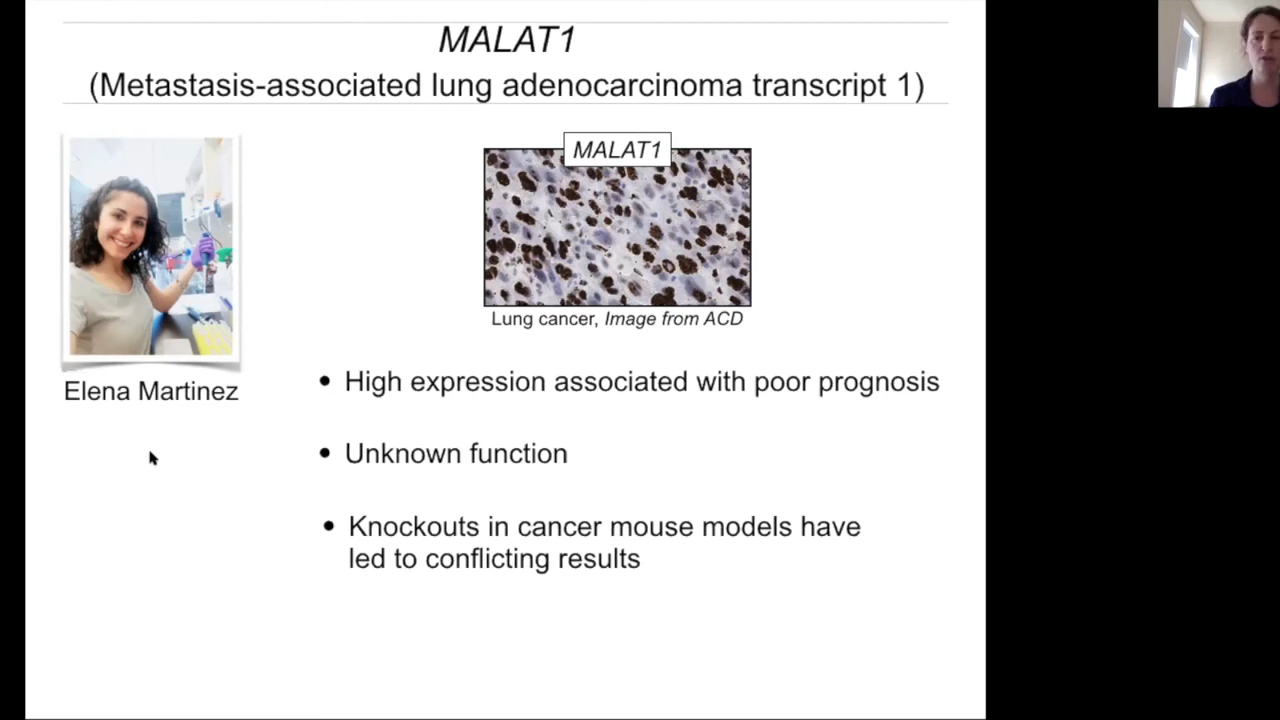 MALAT1
(Metastasis-associated lung adenocarcinoma transcript 1)
MALAT1
Lung cancer, Image from ACD
Elena Martinez
• High expression associated with poor prognosis
• Unknown function
• Knockouts in cancer mouse models have
led to conflicting results